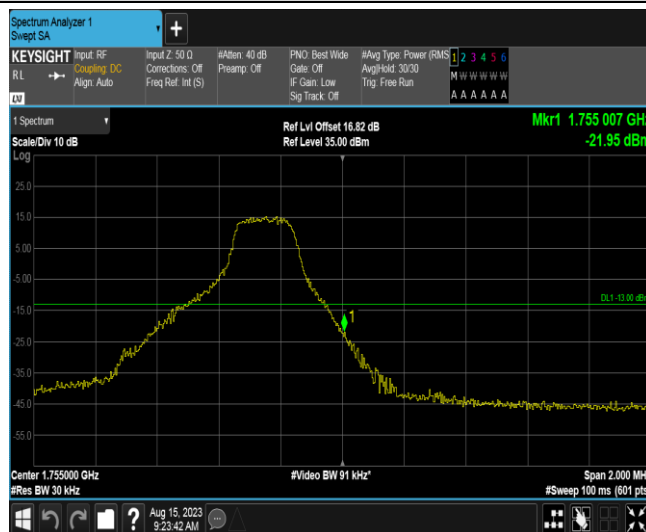 Spectrum Analyzer 1
Swept SA
+
KEYSIGHT Input: RF Input Z: 50 Ω #Atten: 40 dB PNO: Best Wide #Avg Type: Power (RMS 1 2 3 4 5 6
RL Coupling: DC Corrections: Off Preamp: Off Gate: Off Avg|Hold: 30/30 M W W W W W
Align: Auto Freq Ref: Int (S) IF Gain: Low Trig: Free Run
Sig Track: Off A A A A A A
LXI
1 Spectrum Ref Lvl Offset 16.82 dB Mkr1 1.755 007 GHz
Scale/Div 10 dB Ref Level 35.00 dBm -21.95 dBm
Log
25.0
15.0
5.00
-5.00
DL1 -13.00 dBm
-15.0
1
-25.0
-35.0
-45.0
-55.0
Center 1.755000 GHz #Video BW 91 kHz* Span 2.000 MH
#Res BW 30 kHz #Sweep 100 ms (601 pts
? Aug 15, 2023
9:23:42 AM